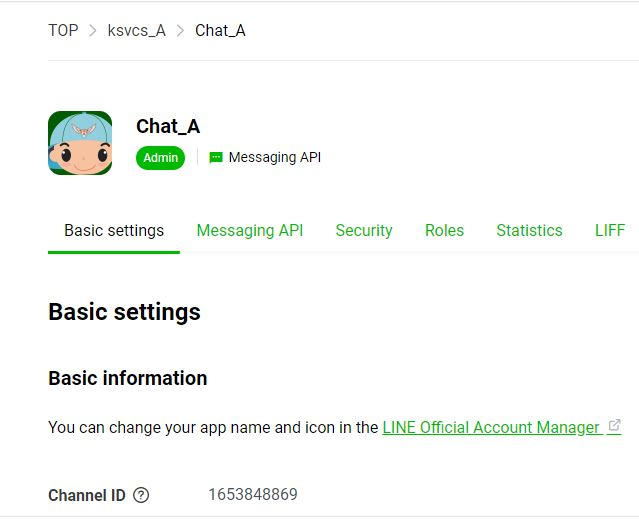 TOP > ksvcs_A > Chat_A
Chat_A
Admin Messaging API
Basic settings Messaging API Security Roles Statistics LIFF
Basic settings
Basic information
You can change your app name and icon in the LINE Official Account Manager
Channel ID ? 1653848869